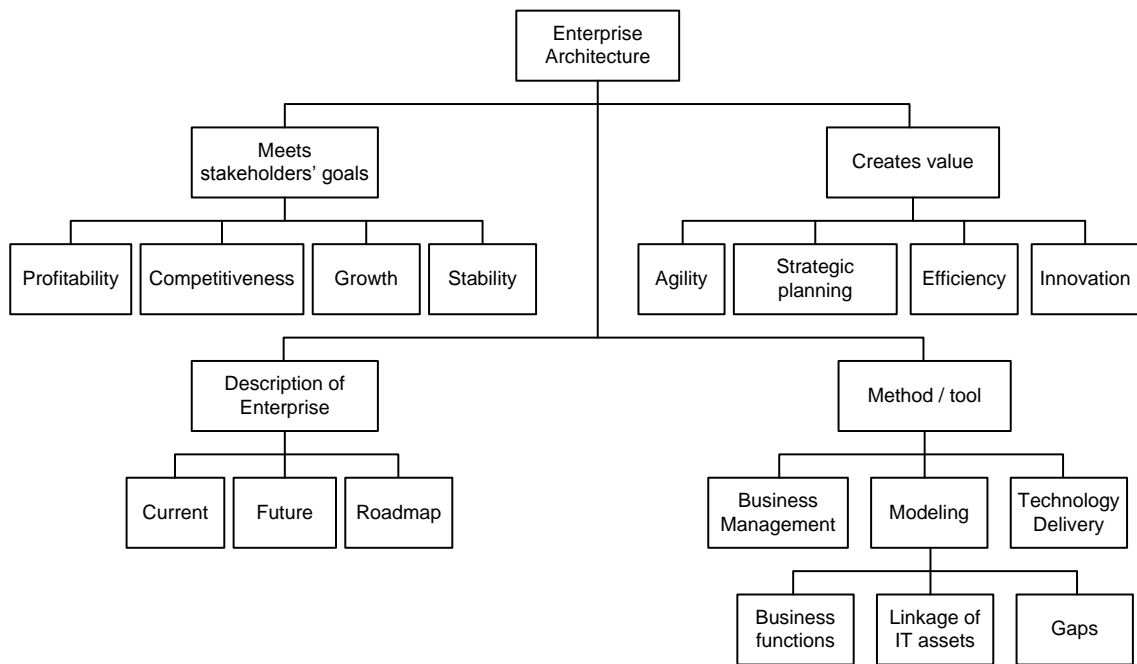 Enterprise
Architecture
Meets
stakeholders’ goals
Creates value
Profitability
Competitiveness
Growth
Stability
Agility
Strategic
planning
Efficiency
Innovation
Description of
Enterprise
Method / tool
Current
Future
Roadmap
Business
Management
Modeling
Technology
Delivery
Business
functions
Linkage of
IT assets
Gaps